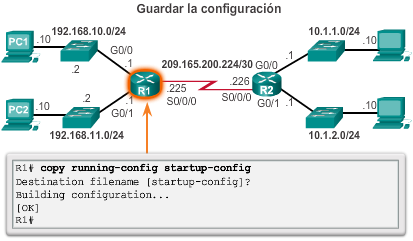 Guardar la configuración
192.168.10.0/24
10.1.1.0/24
PC1
.10
G0/0
.1
.2
209.165.200.224/30
G0/0
.1
.10
R1
.225
S0/0/0
.226
S0/0/0
R2
PC2
.10
.2
.1
G0/1
192.168.11.0/24
G0/1
.1
10.1.2.0/24
.10
R1# copy running-config startup-config
Destination filename [startup-config]?
Building configuration...
[OK]
R1#